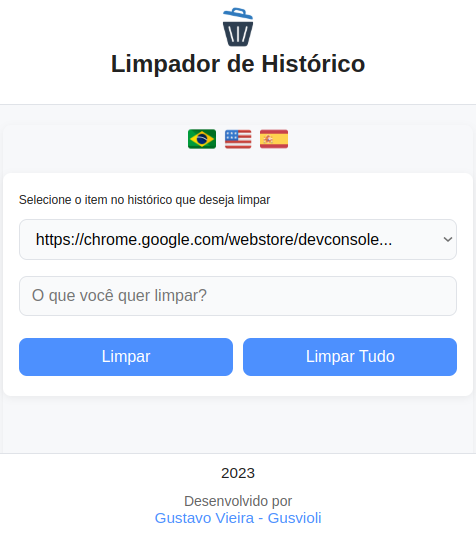 Limpador de Histórico
Selecione o item no histórico que deseja limpar
https://chrome.google.com/webstore/devconsole...
O que você quer limpar?
Limpar
Limpar Tudo
2023
Desenvolvido por
Gustavo Vieira - Gusvioli